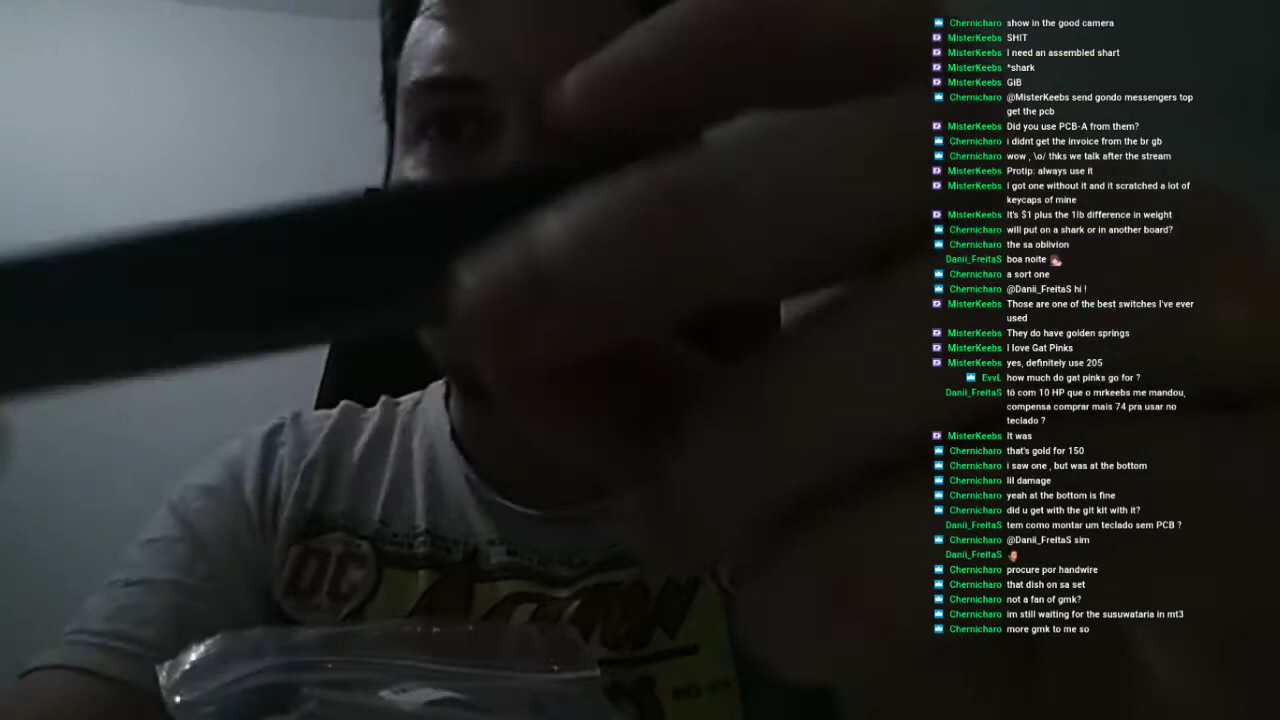 Chernicharo show in the good camera
MisterKeebs SHIT
MisterKeebs I need an assembled shart
MisterKeebs *shark
MisterKeebs GIB
Chernicharo @MisterKeebs send gondo messengers top
get the pcb
MisterKeebs Did you use PCB-A from them?
Chernicharo i didnt get the invoice from the br gb
Chernicharo wow , \o/ thks we talk after the stream
MisterKeebs Protip: always use it
MisterKeebs I got one without it and it scratched a lot of
keycaps of mine
MisterKeebs It's $1 plus the 1lb difference in weight
Chernicharo will put on a shark or in another board?
Chernicharo the sa oblivion
Danii_FreitaS boa noite
Chernicharo a sort one
Chernicharo @Danii_FreitaS hi !
MisterKeebs Those are one of the best switches I've ever
used
MisterKeebs They do have golden springs
MisterKeebs I love Gat Pinks
MisterKeebs yes, definitely use 205
EvvL how much do gat pinks go for ?
Danii_FreitaS tô com 10 HP que o mrkeebs me mandou,
compensa comprar mais 74 pra usar no
teclado ?
MisterKeebs It was
Chernicharo that's gold for 150
Chernicharo i saw one , but was at the bottom
Chernicharo lil damage
Chernicharo yeah at the bottom is fine
Chernicharo did u get with the git kit with it?
Danii_FreitaS tem como montar um teclado sem PCB ?
Chernicharo @Danii_FreitaS sim
Danii_FreitaS
Chernicharo procure por handwire
Chernicharo that dish on sa set
Chernicharo not a fan of gmk?
Chernicharo im still waiting for the susuwataria in mt3
Chernicharo more gmk to me so